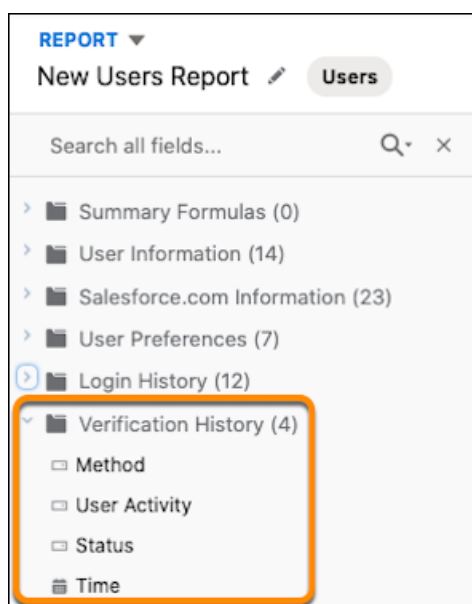 REPORT
New Users Report Users
Search all fields...
Summary Formulas (0)
User Information (14)
Salesforce.com Information (23)
User Preferences (7)
Login History (12)
Verification History (4)
Method
User Activity
Status
Time